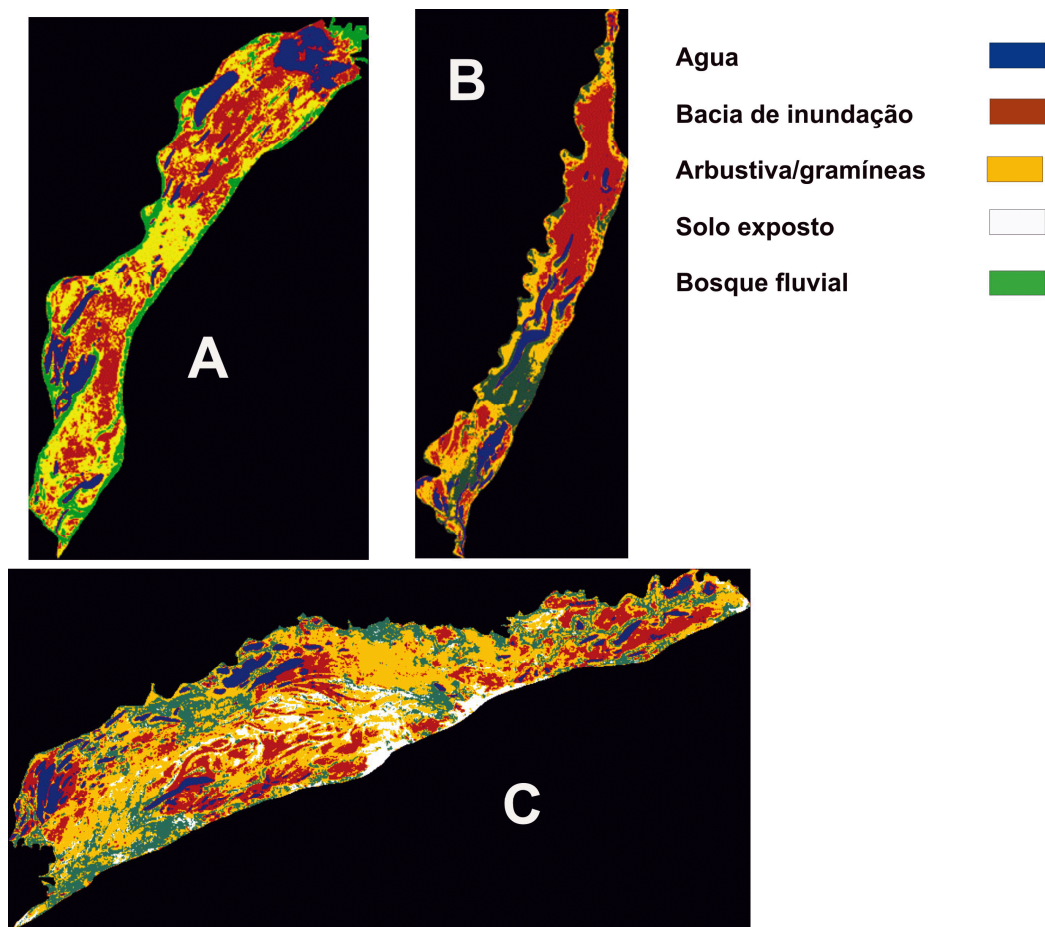 A
B
Agua
Bacia de inundação
Arbustiva/gramíneas
Solo exposto
Bosque fluvial
C